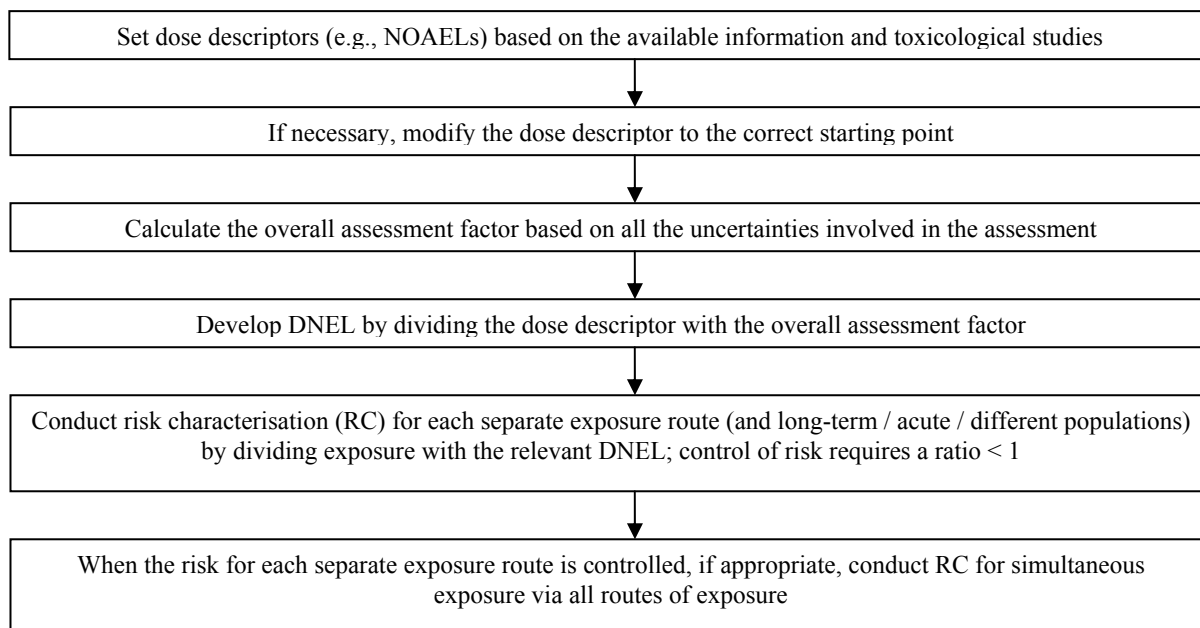 Set dose descriptors (e.g., NOAELs) based on the available information and toxicological studies
If necessary, modify the dose descriptor to the correct starting point
Calculate the overall assessment factor based on all the uncertainties involved in the assessment
Develop DNEL by dividing the dose descriptor with the overall assessment factor
Conduct risk characterisation (RC) for each separate exposure route (and long-term / acute / different populations)
by dividing exposure with the relevant DNEL; control of risk requires a ratio < 1
When the risk for each separate exposure route is controlled, if appropriate, conduct RC for simultaneous
exposure via all routes of exposure